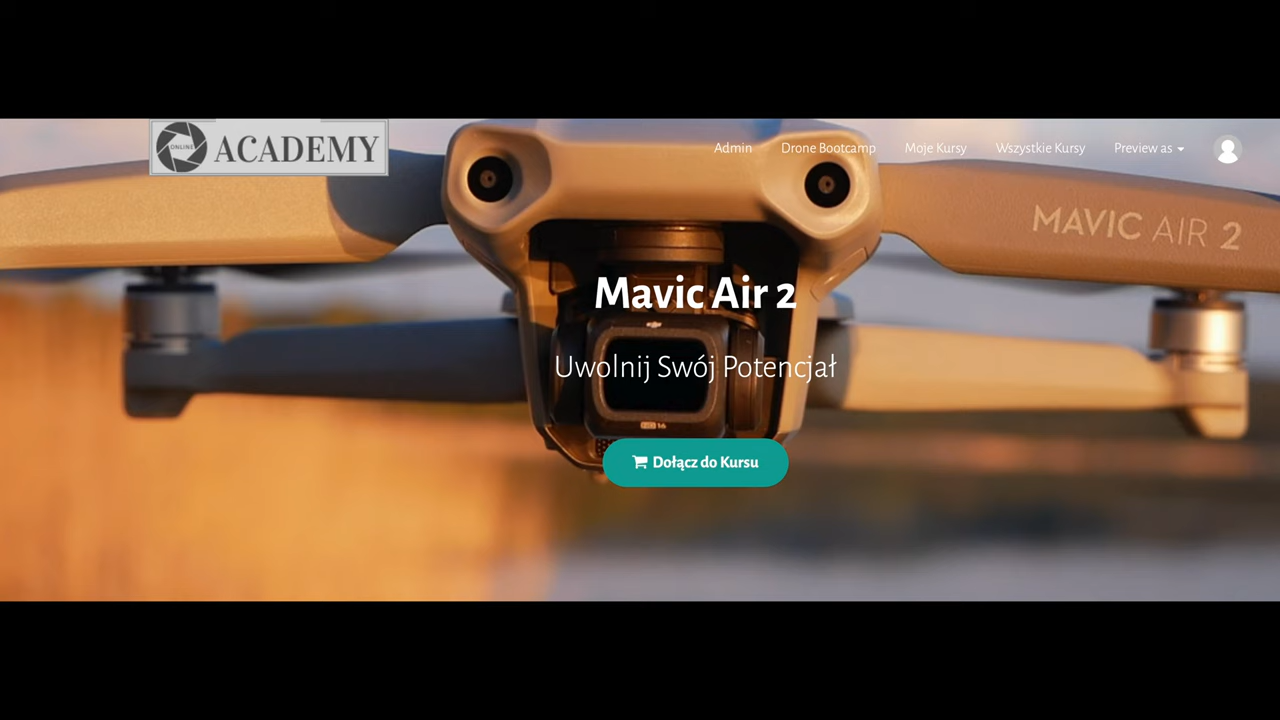 ONLINE ACADEMY
Admin Drone Bootcamp Moje Kursy Wszystkie Kursy Preview as
MAVIC AIR 2
Mavic Air 2
Uwolnij Swój Potencjał
Dołącz do Kursu